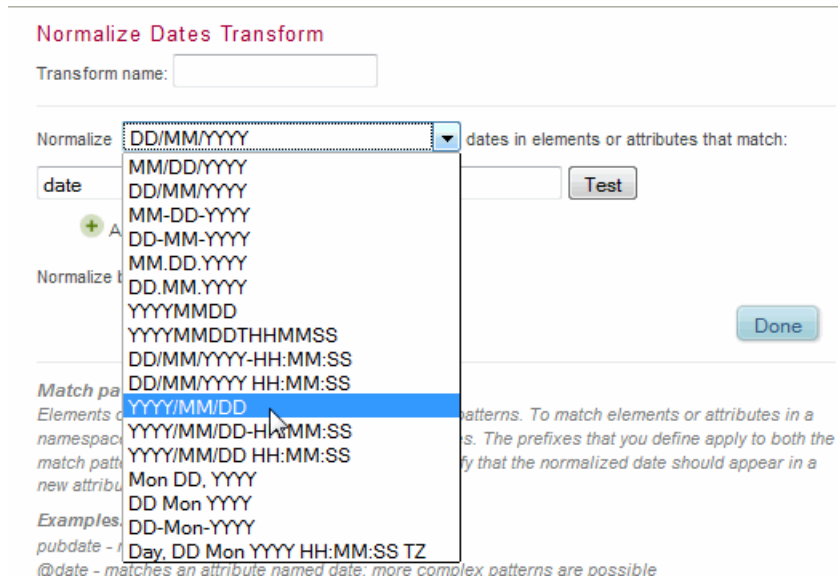 Normalize Dates Transform
Transform name:
Normalize DD/MM/YYYY dates in elements or attributes that match:
MM/DD/YYYY
date Test
DD/MM/YYYY
MM-DD-YYYY
A
DD-MM-YYYY
MM.DD.YYYY
Normalize
DD.MM.YYYY
YYYYMMDD
Done
YYYYMMDDTHHMMSS
DD/MM/YYYY-HH:MM:SS
DD/MM/YYYY HH:MM:SS
Match pa
YYYY/MM/DD
Elements patterns. To match elements or attributes in a
YYYY/MM/DD-HH:MM:SS
namespac s. The prefixes that you define apply to both the
YYYY/MM/DD HH:MM:SS
match patt fy that the normalized date should appear in a
Mon DD, YYYY
new attribu
DD Mon YYYY
Examples
DD-Mon-YYYY
pubdate -
Day, DD Mon YYYY HH:MM:SS TZ
@date - matches an attribute named date; more complex patterns are possible